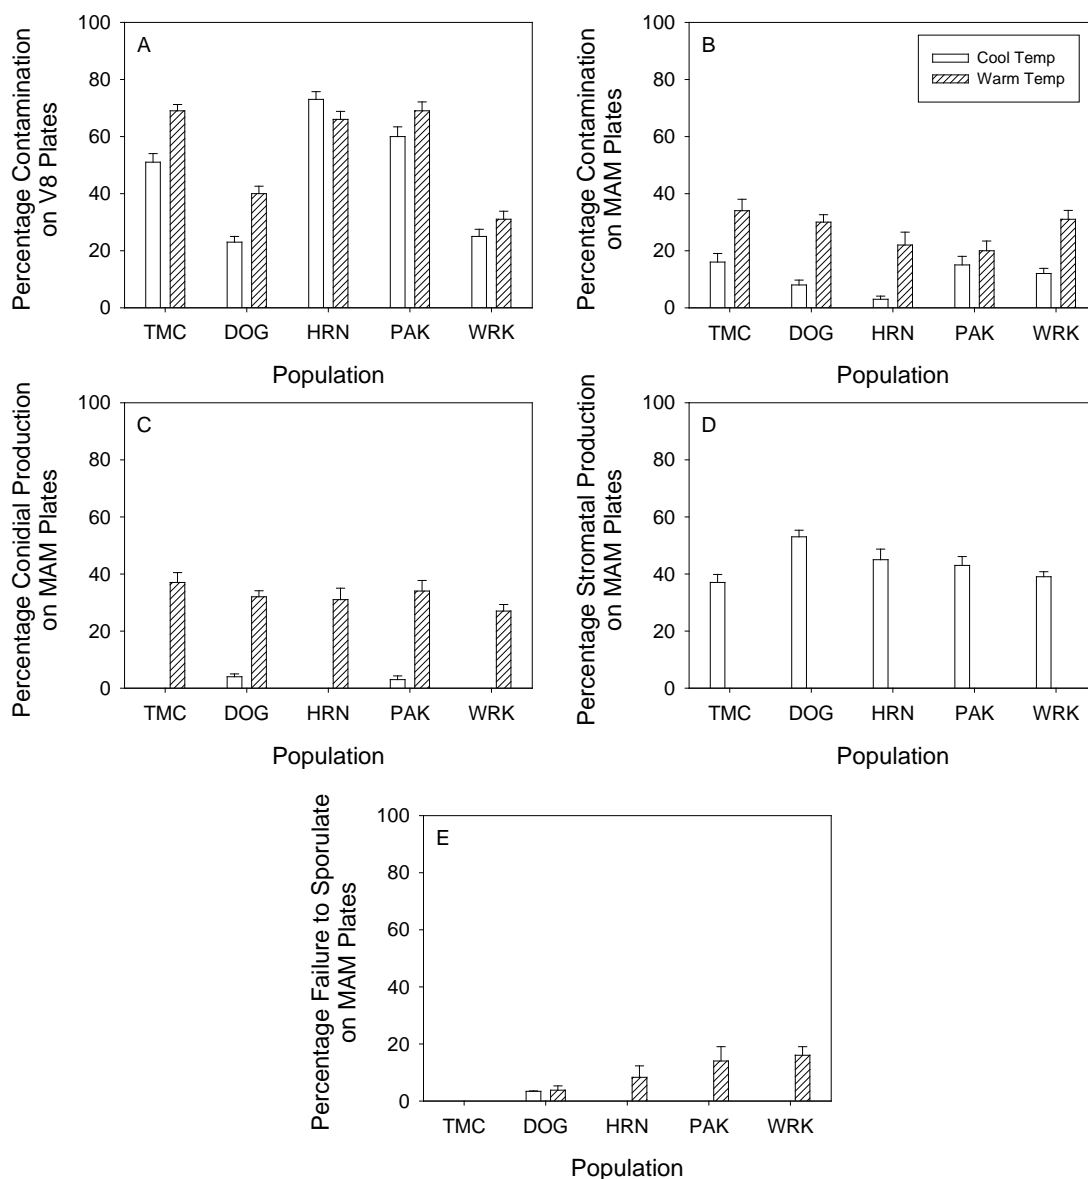 A
Percentage Contamination
on V8 Plates
100
80
60
40
20
0
TMC DOG HRN PAK WRK
Population
B
Cool Temp
Warm Temp
Percentage Contamination
on MAM Plates
100
80
60
40
20
0
TMC DOG HRN PAK WRK
Population
C
Percentage Conidial Production
on MAM Plates
100
80
60
40
20
0
TMC DOG HRN PAK WRK
Population
D
Percentage Stromatal Production
on MAM Plates
100
80
60
40
20
0
TMC DOG HRN PAK WRK
Population
E
Percentage Failure to Sporulate
on MAM Plates
100
80
60
40
20
0
TMC DOG HRN PAK WRK
Population